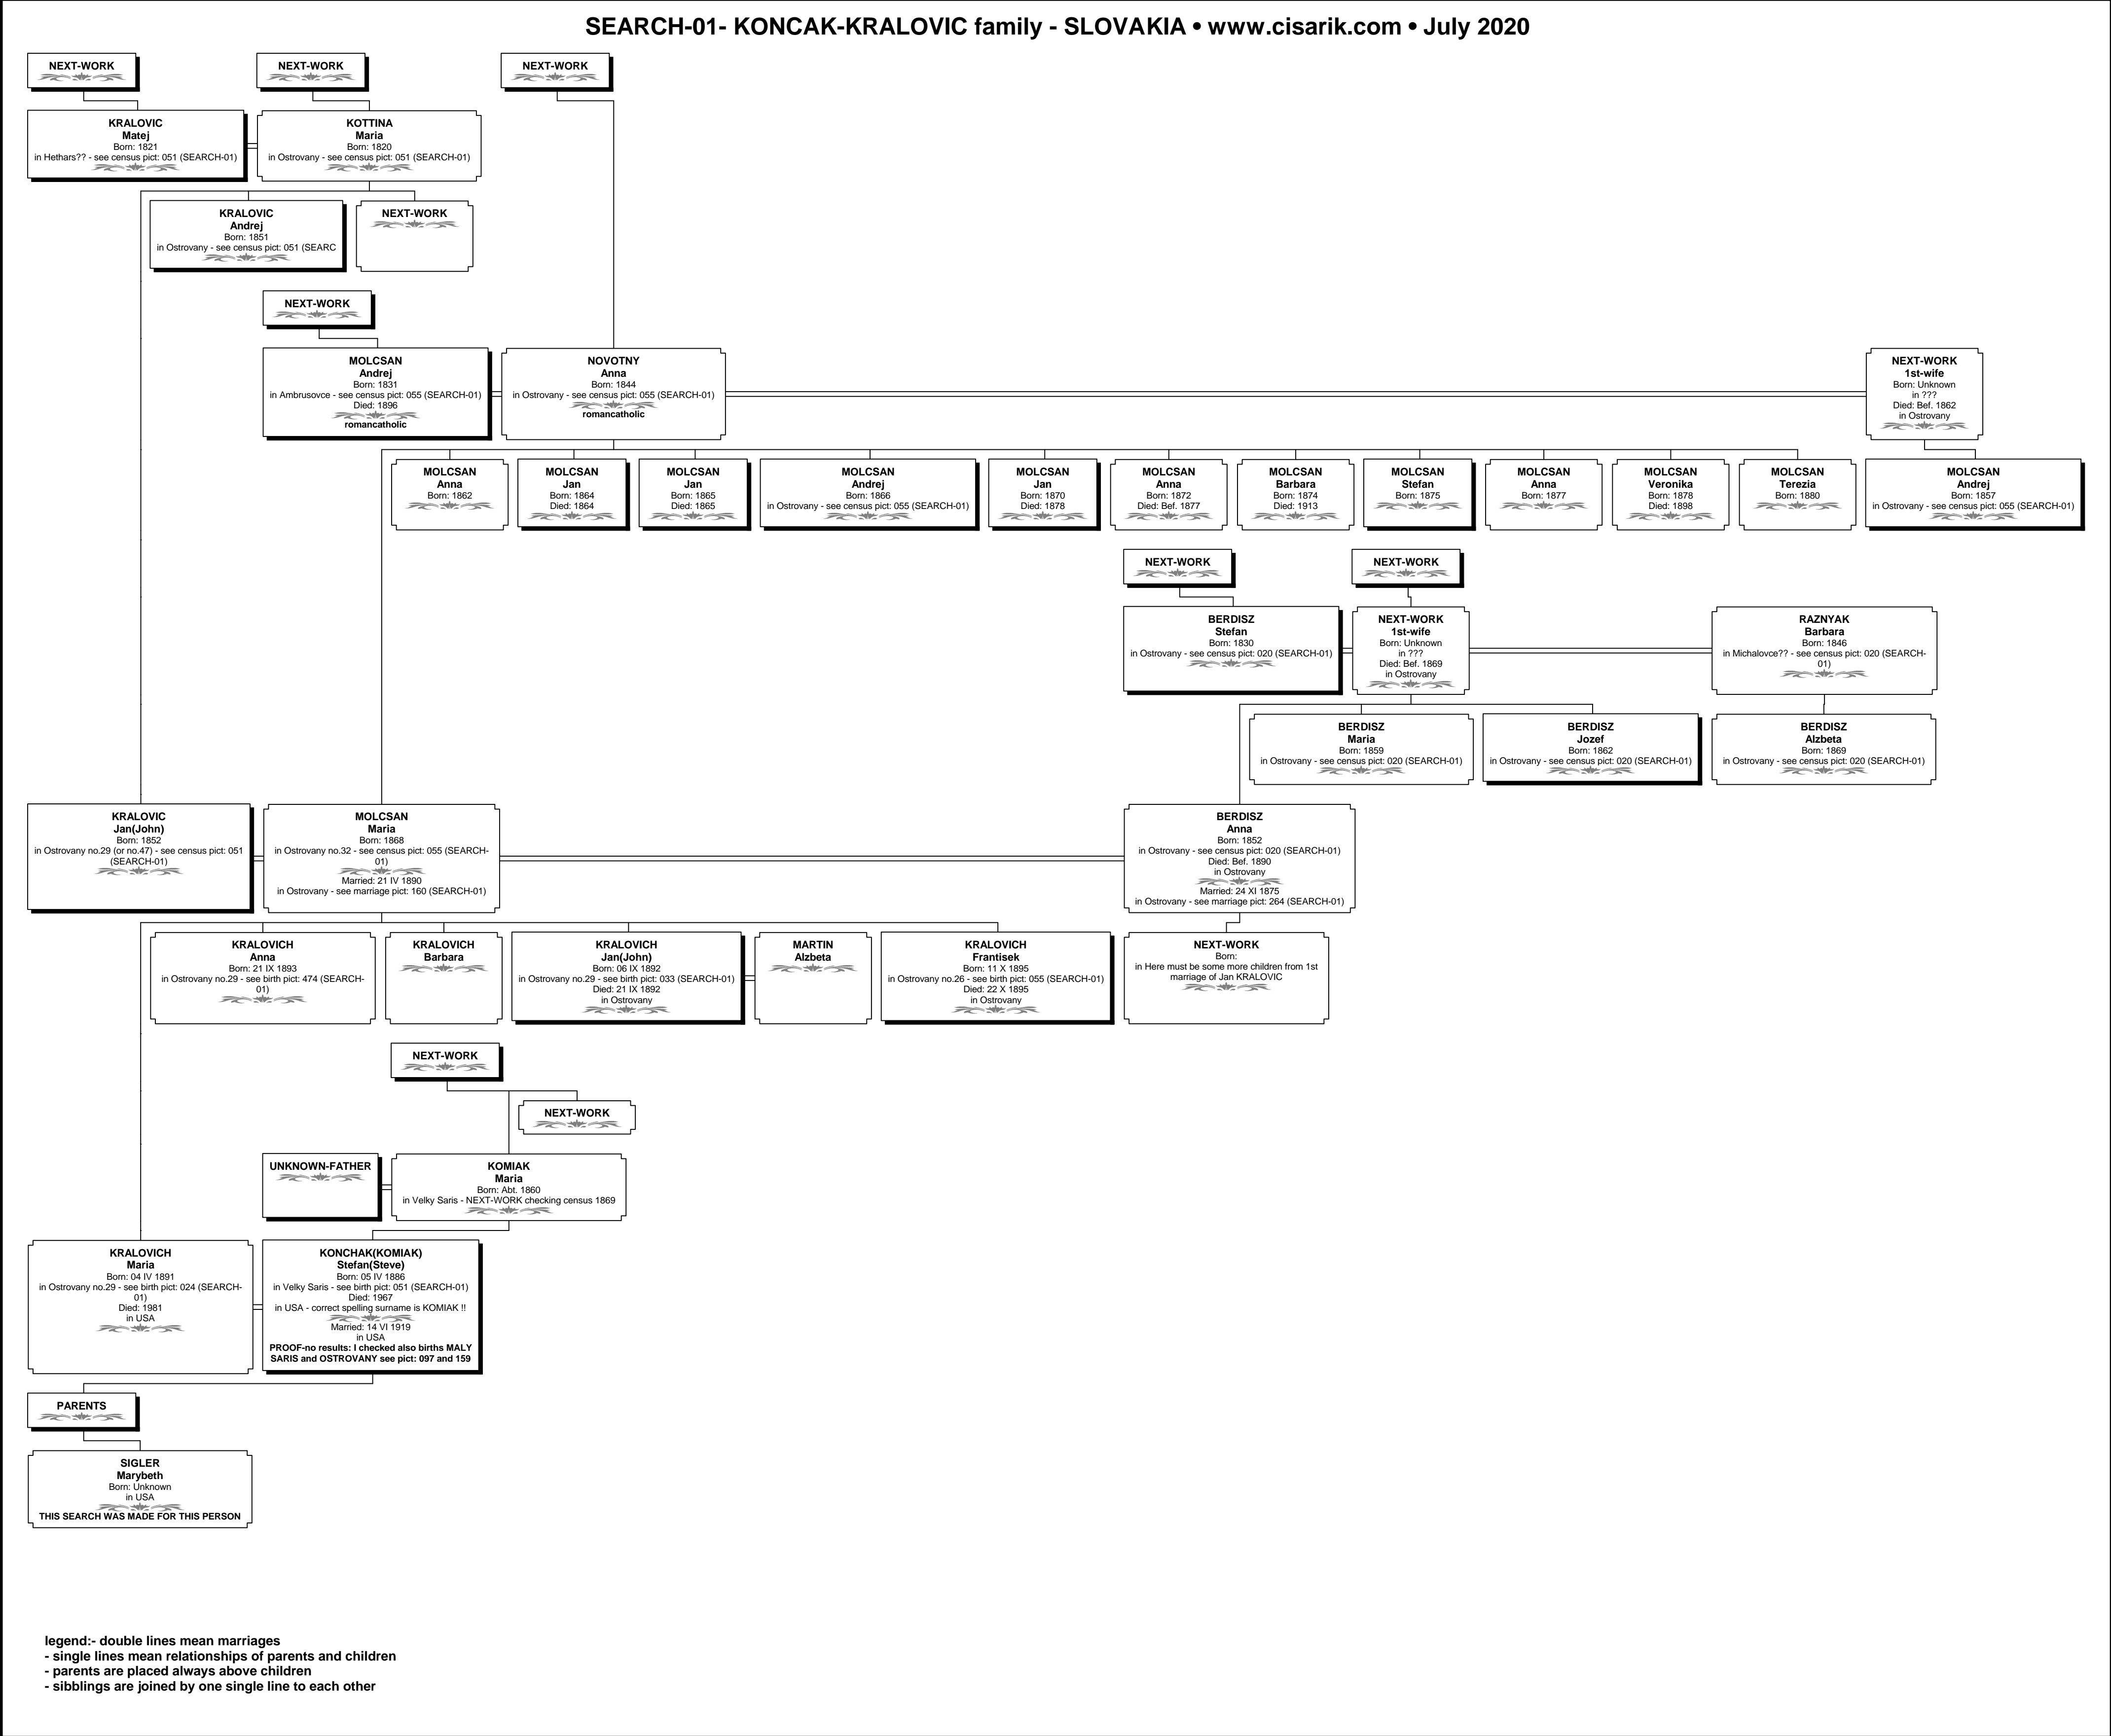 SEARCH-01- KONCAK-KRALOVIC family - SLOVAKIA • www.cisarik.com • July 2020
NEXT-WORK
NEXT-WORK
NEXT-WORK
KRALOVIC
Matej
Born: 1821
in Hethars?? - see census pict: 051 (SEARCH-01)
KOTTINA
Maria
Born: 1820
in Ostrovany - see census pict: 051 (SEARCH-01)
KRALOVIC
Andrej
Born: 1851
in Ostrovany - see census pict: 051 (SEARC
NEXT-WORK
NEXT-WORK
MOLCSAN
Andrej
Born: 1831
in Ambrusovce - see census pict: 055 (SEARCH-01)
Died: 1896
romancatholic
NOVOTNY
Anna
Born: 1844
in Ostrovany - see census pict: 055 (SEARCH-01)
romancatholic
NEXT-WORK
1st-wife
Born: Unknown
in ???
Died: Bef. 1862
in Ostrovany
MOLCSAN
Anna
Born: 1862
MOLCSAN
Jan
Born: 1864
Died: 1864
MOLCSAN
Jan
Born: 1865
Died: 1865
MOLCSAN
Andrej
Born: 1866
in Ostrovany - see census pict: 055 (SEARCH-01)
MOLCSAN
Jan
Born: 1870
Died: 1878
MOLCSAN
Anna
Born: 1872
Died: Bef. 1877
MOLCSAN
Barbara
Born: 1874
Died: 1913
MOLCSAN
Stefan
Born: 1875
MOLCSAN
Anna
Born: 1877
MOLCSAN
Veronika
Born: 1878
Died: 1898
MOLCSAN
Terezia
Born: 1880
MOLCSAN
Andrej
Born: 1857
in Ostrovany - see census pict: 055 (SEARCH-01)
NEXT-WORK
NEXT-WORK
BERDISZ
Stefan
Born: 1830
in Ostrovany - see census pict: 020 (SEARCH-01)
NEXT-WORK
1st-wife
Born: Unknown
in ???
Died: Bef. 1869
in Ostrovany
RAZNYAK
Barbara
Born: 1846
in Michalovce?? - see census pict: 020 (SEARCH-
01)
BERDISZ
Maria
Born: 1859
in Ostrovany - see census pict: 020 (SEARCH-01)
BERDISZ
Jozef
Born: 1862
in Ostrovany - see census pict: 020 (SEARCH-01)
BERDISZ
Alzbeta
Born: 1869
in Ostrovany - see census pict: 020 (SEARCH-01)
KRALOVIC
Jan(John)
Born: 1852
in Ostrovany no.29 (or no.47) - see census pict: 051
(SEARCH-01)
MOLCSAN
Maria
Born: 1868
in Ostrovany no.32 - see census pict: 055 (SEARCH-
01)
Married: 21 IV 1890
in Ostrovany - see marriage pict: 160 (SEARCH-01)
BERDISZ
Anna
Born: 1852
in Ostrovany - see census pict: 020 (SEARCH-01)
Died: Bef. 1890
in Ostrovany
Married: 24 XI 1875
in Ostrovany - see marriage pict: 264 (SEARCH-01)
KRALOVICH
Anna
Born: 21 IX 1893
in Ostrovany no.29 - see birth pict: 474 (SEARCH-
01)
KRALOVICH
Barbara
KRALOVICH
Jan(John)
Born: 06 IX 1892
in Ostrovany no.29 - see birth pict: 033 (SEARCH-01)
Died: 21 IX 1892
in Ostrovany
MARTIN
Alzbeta
KRALOVICH
Frantisek
Born: 11 X 1895
in Ostrovany no.26 - see birth pict: 055 (SEARCH-01)
Died: 22 X 1895
in Ostrovany
NEXT-WORK
Born:
in Here must be some more children from 1st
marriage of Jan KRALOVIC
NEXT-WORK
NEXT-WORK
UNKNOWN-FATHER
KOMIAK
Maria
Born: Abt. 1860
in Velky Saris - NEXT-WORK checking census 1869
KRALOVICH
Maria
Born: 04 IV 1891
in Ostrovany no.29 - see birth pict: 024 (SEARCH-
01)
Died: 1981
in USA
KONCHAK(KOMIAK)
Stefan(Steve)
Born: 05 IV 1886
in Velky Saris - see birth pict: 051 (SEARCH-01)
Died: 1967
in USA - correct spelling surname is KOMIAK !!
Married: 14 VI 1919
in USA
PROOF-no results: I checked also births MALY
SARIS and OSTROVANY see pict: 097 and 159
PARENTS
SIGLER
Marybeth
Born: Unknown
in USA
THIS SEARCH WAS MADE FOR THIS PERSON
legend:- double lines mean marriages
- single lines mean relationships of parents and children
- parents are placed always above children
- sibblings are joined by one single line to each other